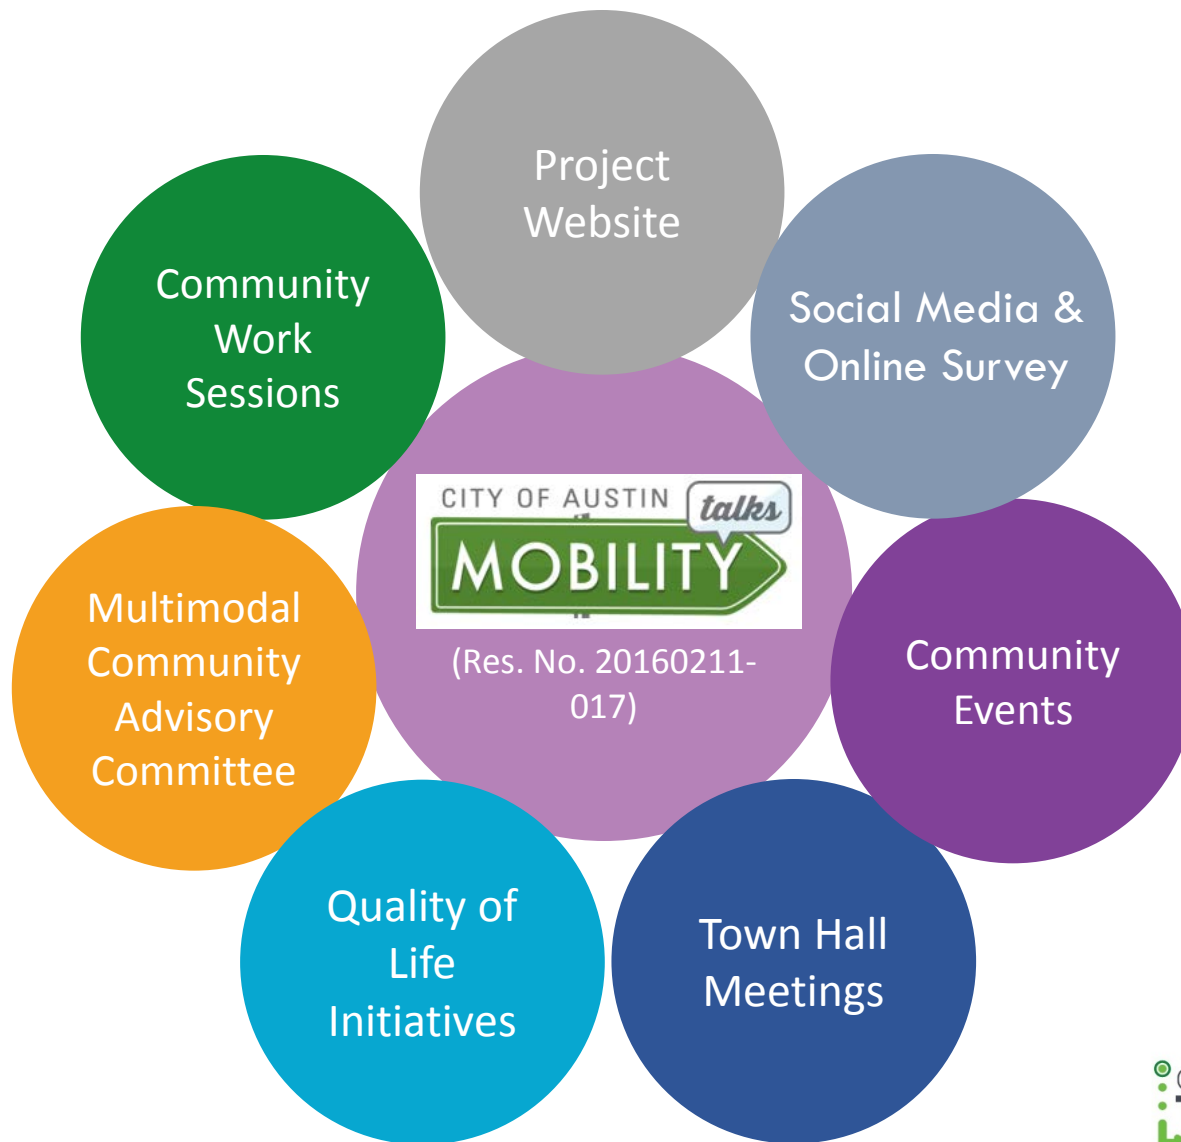 Project
Website
Social Media &
Online Survey
Community
Work
Sessions
CITY OF AUSTIN talks
MOBILITY
(Res. No. 20160211-
017)
Community
Events
Multimodal
Community
Advisory
Committee
Quality of
Life
Initiatives
Town Hall
Meetings